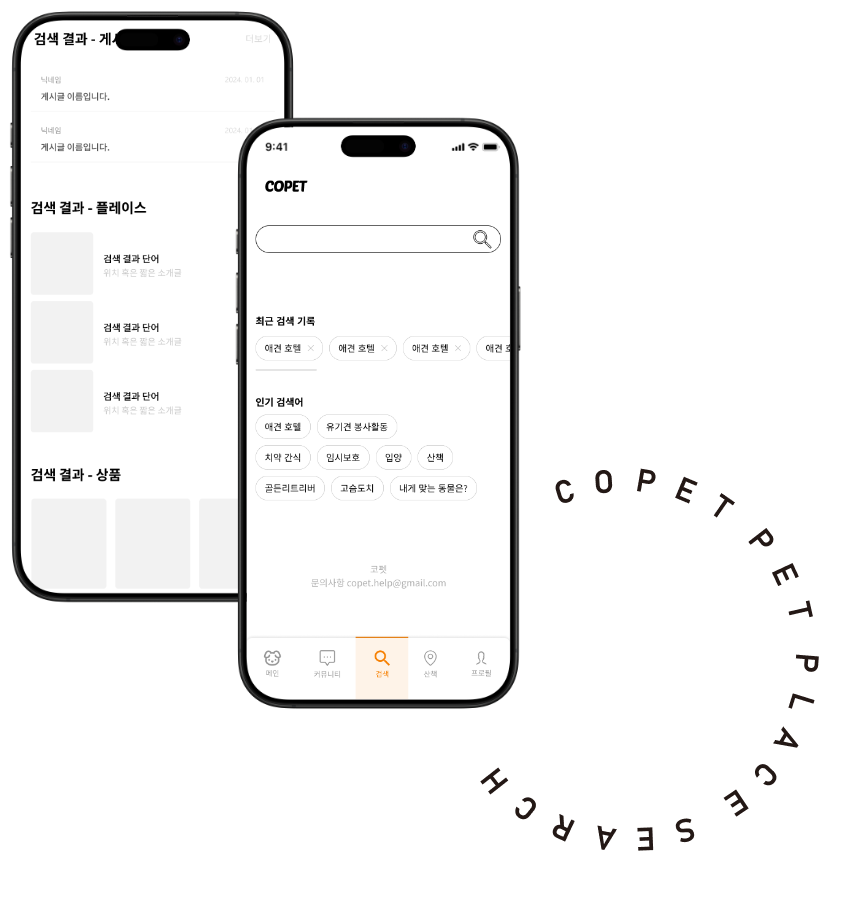 검색 결과 - 게시
더보기
닉네임
2024. 01. 01
게시글 이름입니다.
닉네임
2024.
게시글 이름입니다.
검색 결과 - 플레이스
검색 결과 단어
위치 혹은 짧은 소개글
검색 결과 단어
위치 혹은 짧은 소개글
검색 결과 단어
위치 혹은 짧은 소개글
검색 결과 - 상품
9:41
COPET
최근 검색 기록
애견 호텔 × 애견 호텔 × 애견 호텔 × 애견 호
인기 검색어
애견 호텔 유기견 봉사활동
치약 간식 임시보호 입양 산책
골든리트리버 고슴도치 내게 맞는 동물은?
코펫
문의사항 copet.help@gmail.com
메인 커뮤니티 검색 산책 프로필
COPET PET PLACE SEARCH